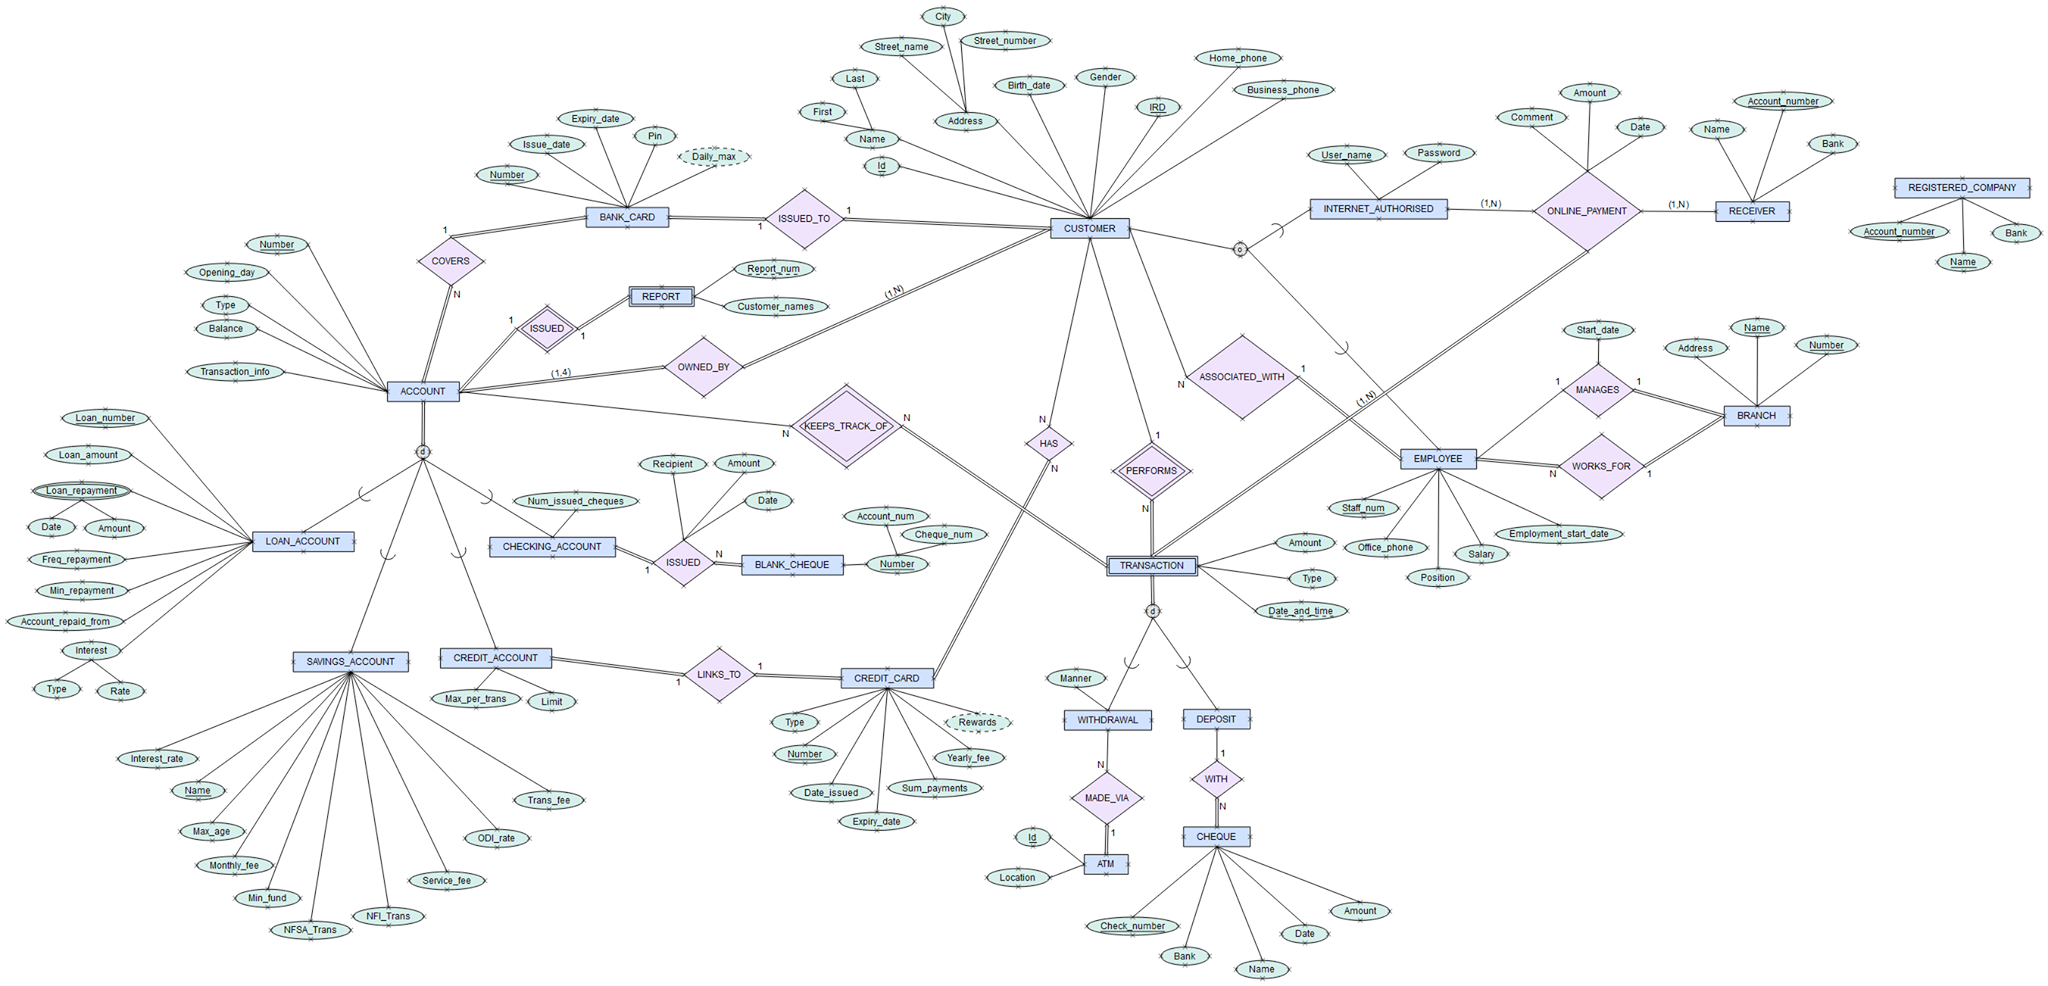 City
Street_name
Street_number
Last
Birth_date
Gender
Home_phone
Business_phone
First
Address
IRD
Name
Id
Expiry_date
Issue_date
Pin
Number
Daily_max
BANK_CARD
1
ISSUED_TO
1
CUSTOMER
Amount
Comment
Date
User_name
Password
INTERNET_AUTHORISED
(1,N)
ONLINE_PAYMENT
(1,N)
Account_number
Name
Bank
RECEIVER
REGISTERED_COMPANY
Account_number
Bank
Name
Number
Opening_day
Type
Balance
Transaction_info
1
COVERS
N
Report_num
REPORT
Customer_names
1
ISSUED
1
(1,N)
OWNED_BY
(1,4)
ACCOUNT
o
ASSOCIATED_WITH
N
1
(1,N)
Start_date
1
MANAGES
1
Address
Name
Number
BRANCH
EMPLOYEE
N
WORKS_FOR
1
Staff_num
Office_phone
Position
Salary
Employment_start_date
N
KEEPS_TRACK_OF
N
N
HAS
N
1
PERFORMS
N
TRANSACTION
Amount
Type
Date_and_time
d
Loan_number
Loan_amount
Loan_repayment
Date
Amount
Freq_repayment
Min_repayment
Account_repaid_from
Interest
Type
Rate
LOAN_ACCOUNT
d
Num_issued_cheques
CHECKING_ACCOUNT
Recipient
Amount
Date
1
ISSUED
N
BLANK_CHEQUE
Account_num
Cheque_num
Number
SAVINGS_ACCOUNT
Interest_rate
Name
Max_age
Monthly_fee
Min_fund
NFSA_Trans
NFI_Trans
Service_fee
ODI_rate
Trans_fee
CREDIT_ACCOUNT
Max_per_trans
Limit
1
LINKS_TO
1
CREDIT_CARD
Type
Number
Date_issued
Expiry_date
Sum_payments
Yearly_fee
Rewards
Manner
WITHDRAWAL
N
MADE_VIA
1
Id
Location
ATM
DEPOSIT
1
WITH
N
CHEQUE
Check_number
Bank
Name
Date
Amount